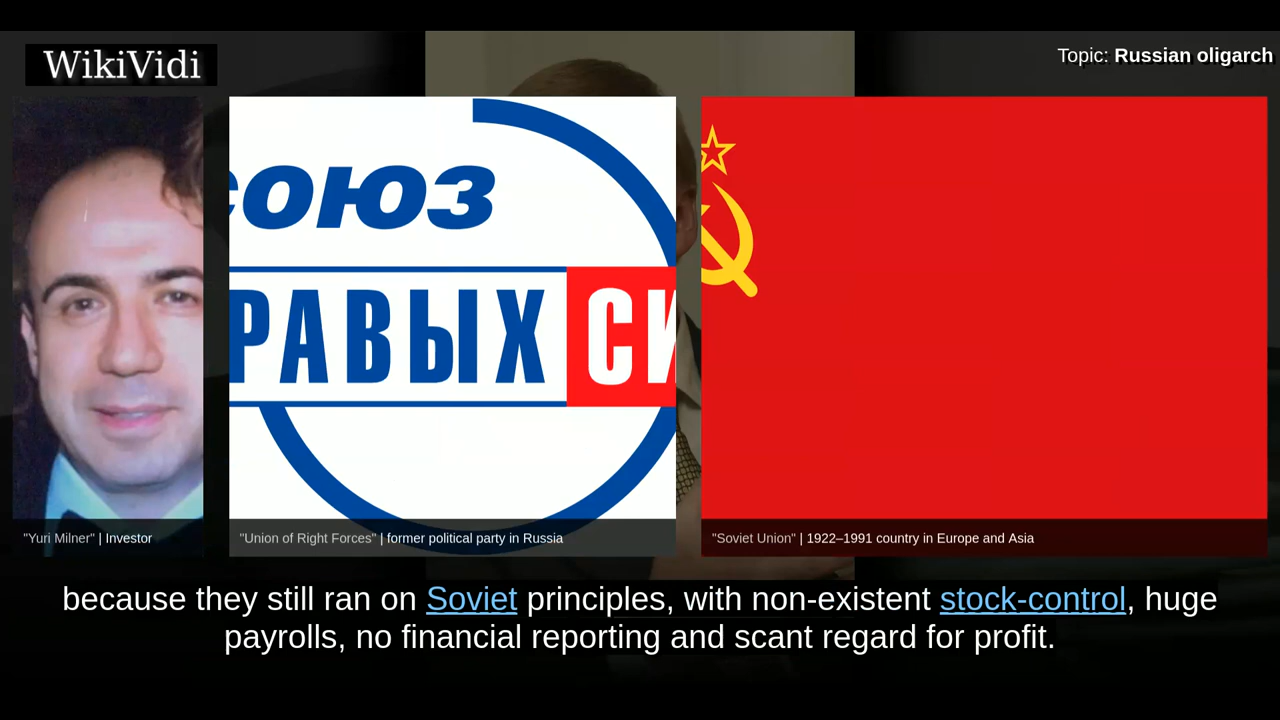 WikiVidi
Topic: Russian oligarch
СОЮЗ
РАВЫХ СИ
"Yuri Milner" | Investor
"Union of Right Forces" | former political party in Russia
"Soviet Union" | 1922–1991 country in Europe and Asia
because they still ran on Soviet principles, with non-existent stock-control, huge
payrolls, no financial reporting and scant regard for profit.